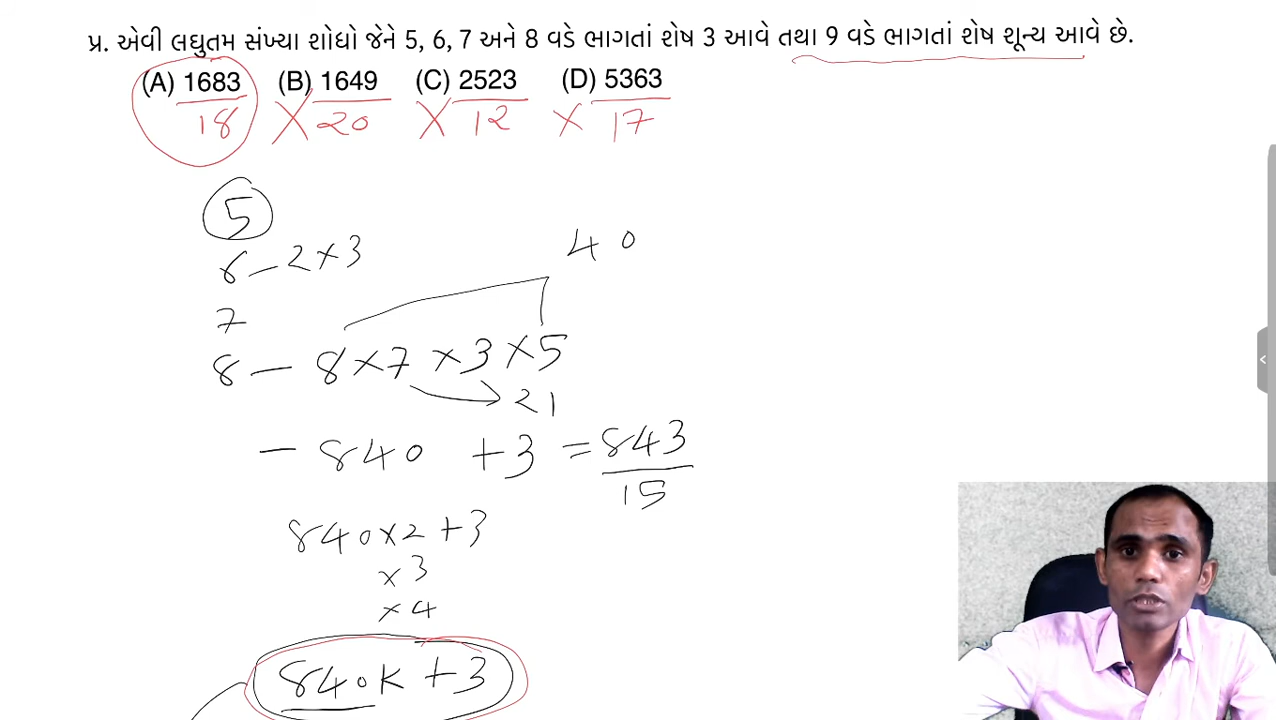 પ્ર. એવી લઘુતમ સંખ્યા શોધો જેને 5, 6, 7 અને 8 વડે ભાગતાં શેષ 3 આવે તથા 9 વડે ભાગતાં શેષ શૂન્ય આવે છે.
(A) 1683 (B) 1649 (C) 2523 (D) 5363
18 × 20 × 12 × 17
5
6 – 2 × 3 40
7
8 – 8 × 7 × 3 × 5
21
– 840 + 3 = 843
15
840 × 2 + 3
× 3
× 4
840K + 3